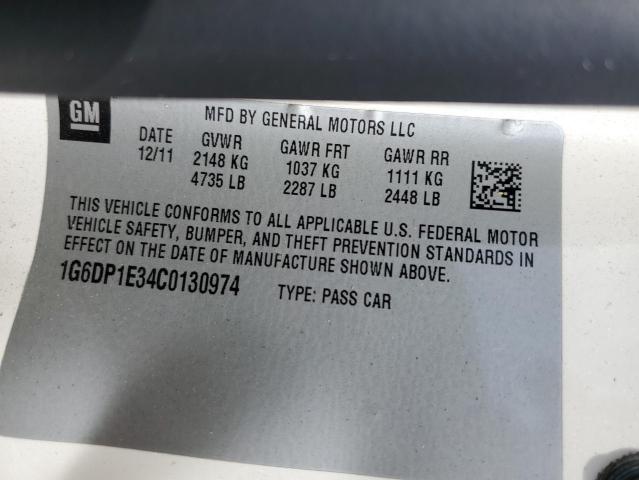 GM
MFD BY GENERAL MOTORS LLC
DATE GVWR GAWR FRT GAWR RR
12/11 2148 KG 1037 KG 1111 KG
4735 LB 2287 LB 2448 LB
THIS VEHICLE CONFORMS TO ALL APPLICABLE U.S. FEDERAL MOTOR
VEHICLE SAFETY, BUMPER, AND THEFT PREVENTION STANDARDS IN
EFFECT ON THE DATE OF MANUFACTURE SHOWN ABOVE.
1G6DP1E34C0130974 TYPE: PASS CAR